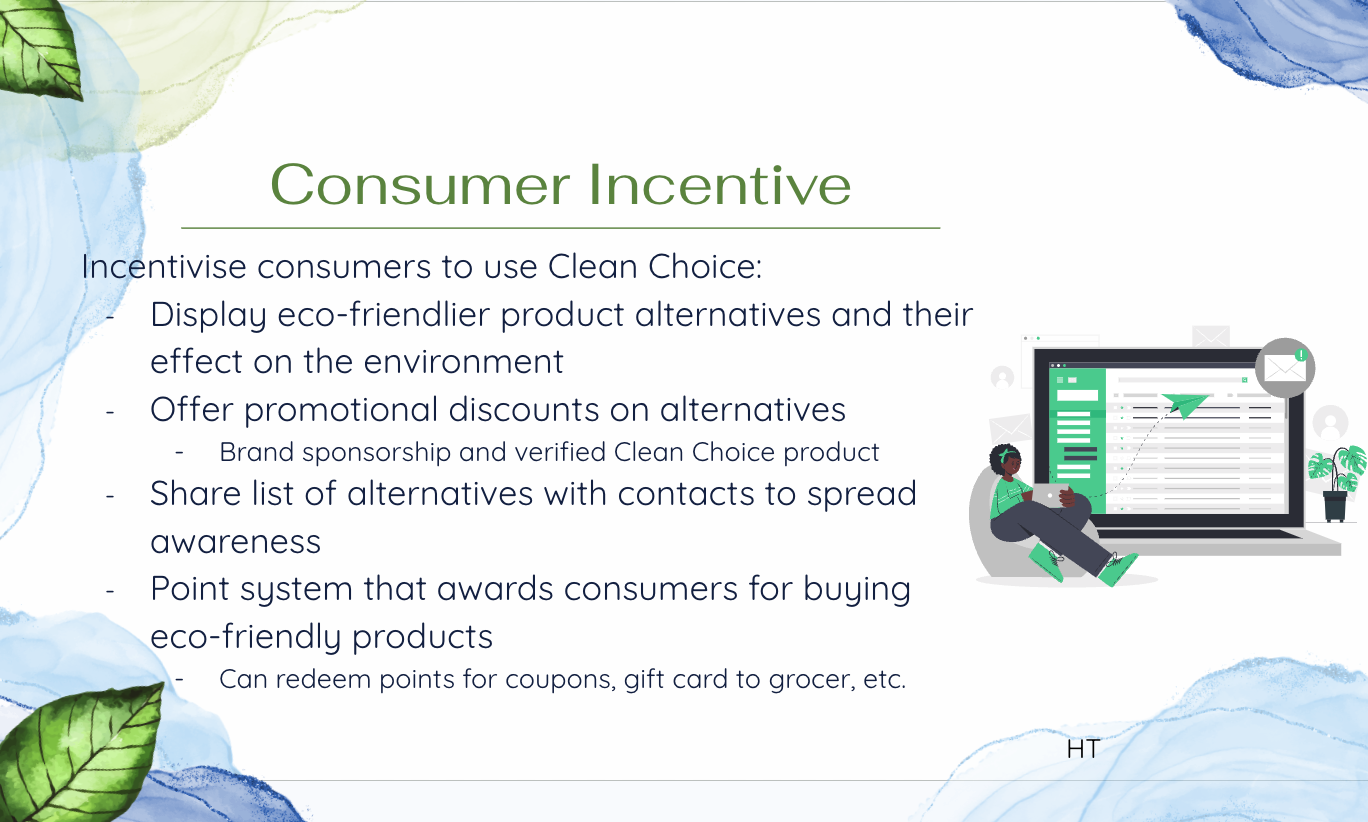 Consumer Incentive
Incentivise consumers to use Clean Choice:
- Display eco-friendlier product alternatives and their
effect on the environment
- Offer promotional discounts on alternatives
- Brand sponsorship and verified Clean Choice product
- Share list of alternatives with contacts to spread
awareness
- Point system that awards consumers for buying
eco-friendly products
- Can redeem points for coupons, gift card to grocer, etc.
HT